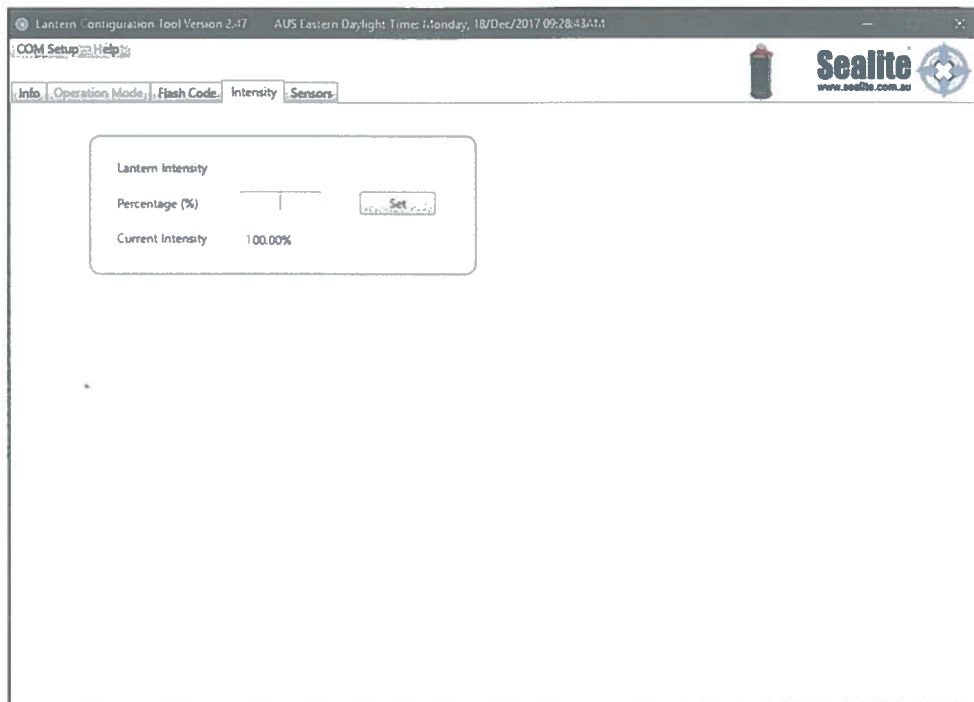 Lantern Configuration Tool Version 2.47 AUS Eastern Daylight Time: Monday, 18/Dec/2017 09:28:43AM
COM Setup Help
Sealite
www.sealite.com.au
Info Operation Mode Flash Code Intensity Sensors
Lantern Intensity
Percentage (%) Set
Current Intensity 100.00%